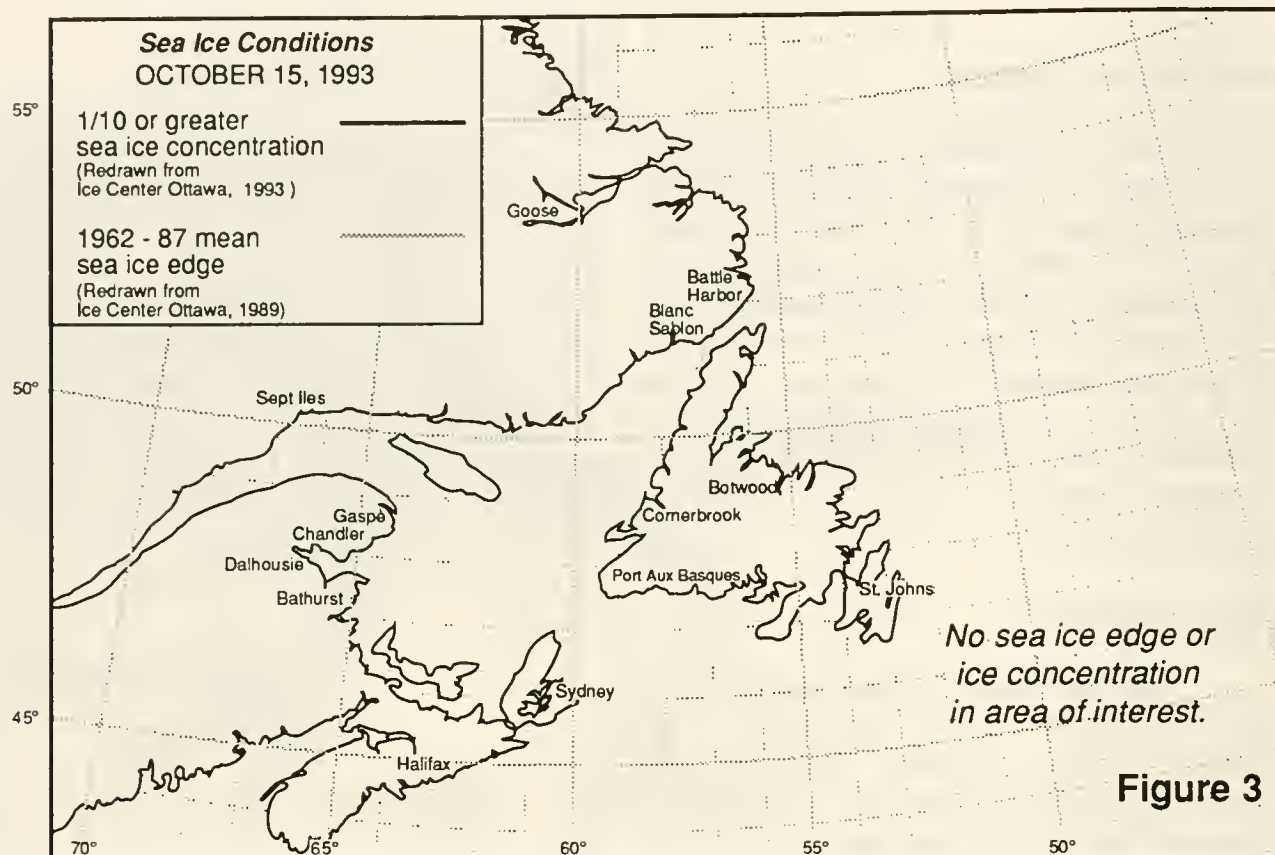 Sea Ice Conditions
OCTOBER 15, 1993
1/10 or greater
sea ice concentration
(Redrawn from
Ice Center Ottawa, 1993 )
1962 - 87 mean
sea ice edge
(Redrawn from
Ice Center Ottawa, 1989)
55°
Goose
Battle
Harbor
Blanc
Sablon
50°
Sept Iles
Botwood
Cornerbrook
Gaspé
Chandler
Dalhousie
Port Aux Basques
St. Johns
Bathurst
No sea ice edge or
ice concentration
in area of interest.
Sydney
45°
Halifax
Figure 3
70°
65°
60°
55°
50°